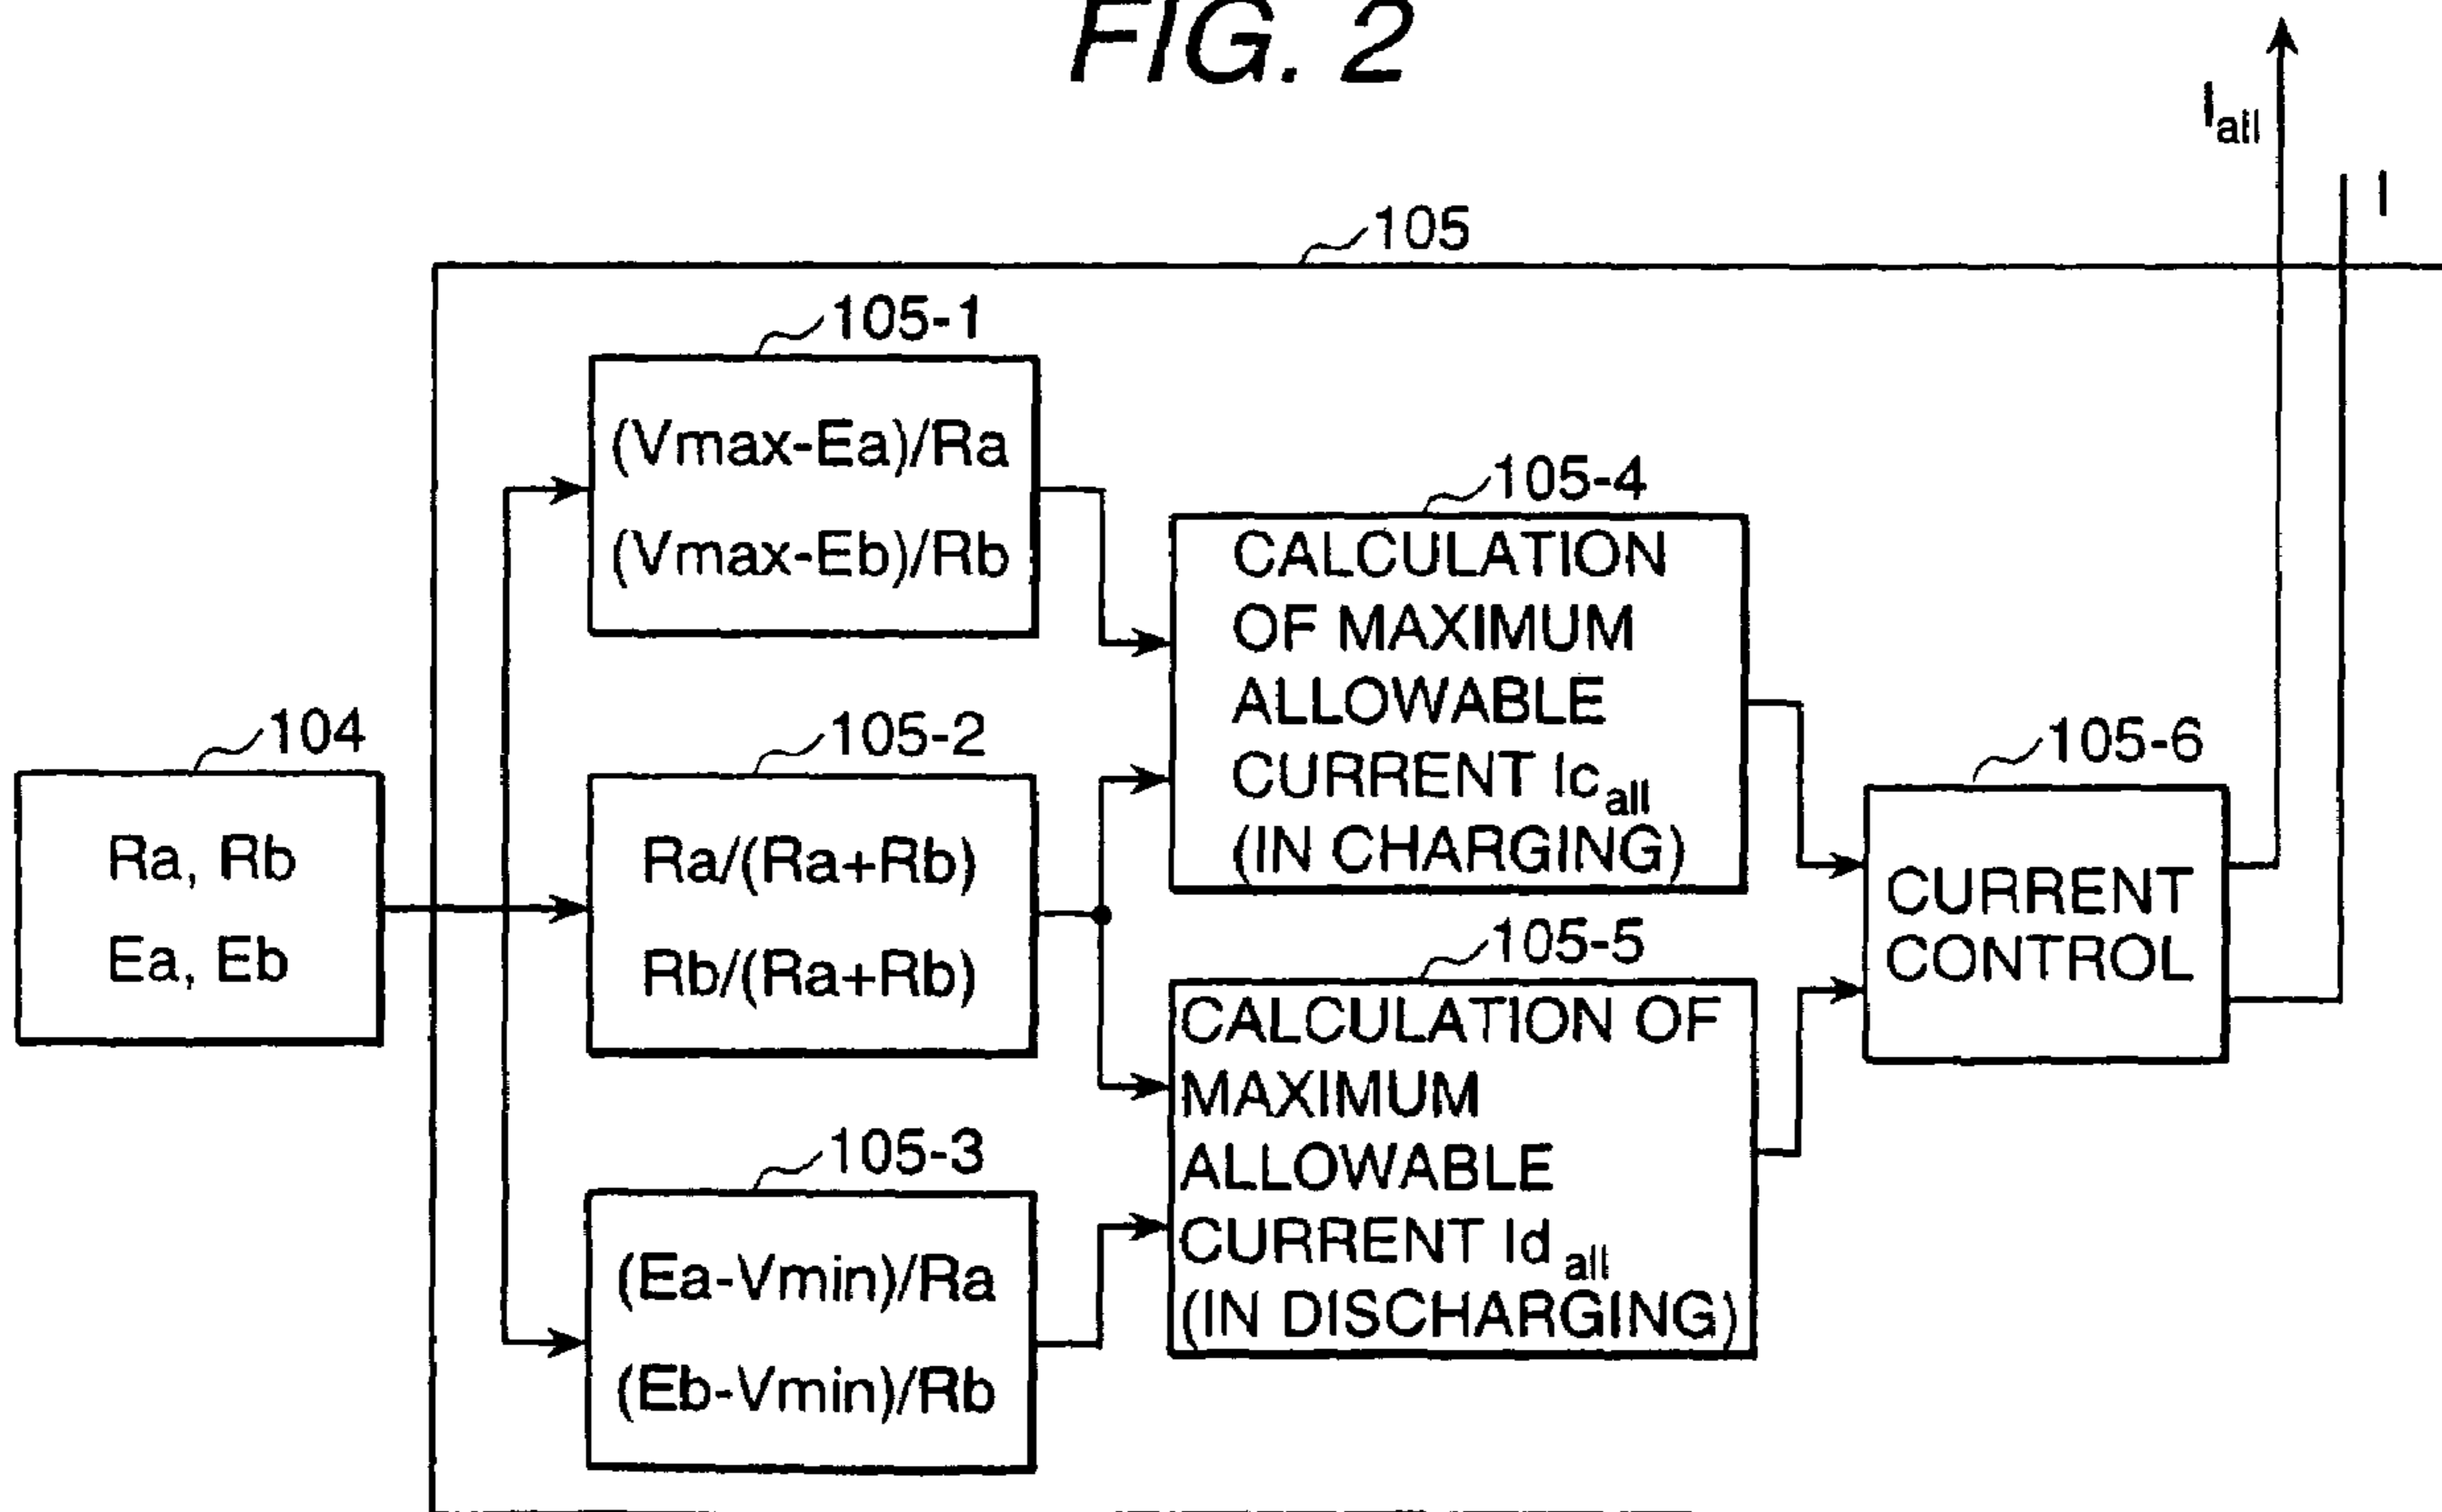 FIG. 2
Iall
I
105
105-1
(Vmax-Ea)/Ra
(Vmax-Eb)/Rb
105-4
CALCULATION
OF MAXIMUM
ALLOWABLE
CURRENT Icall
(IN CHARGING)
104
Ra, Rb
Ea, Eb
105-2
Ra/(Ra+Rb)
Rb/(Ra+Rb)
105-6
CURRENT
CONTROL
105-5
CALCULATION OF
MAXIMUM
ALLOWABLE
CURRENT Id all
(IN DISCHARGING)
105-3
(Ea-Vmin)/Ra
(Eb-Vmin)/Rb